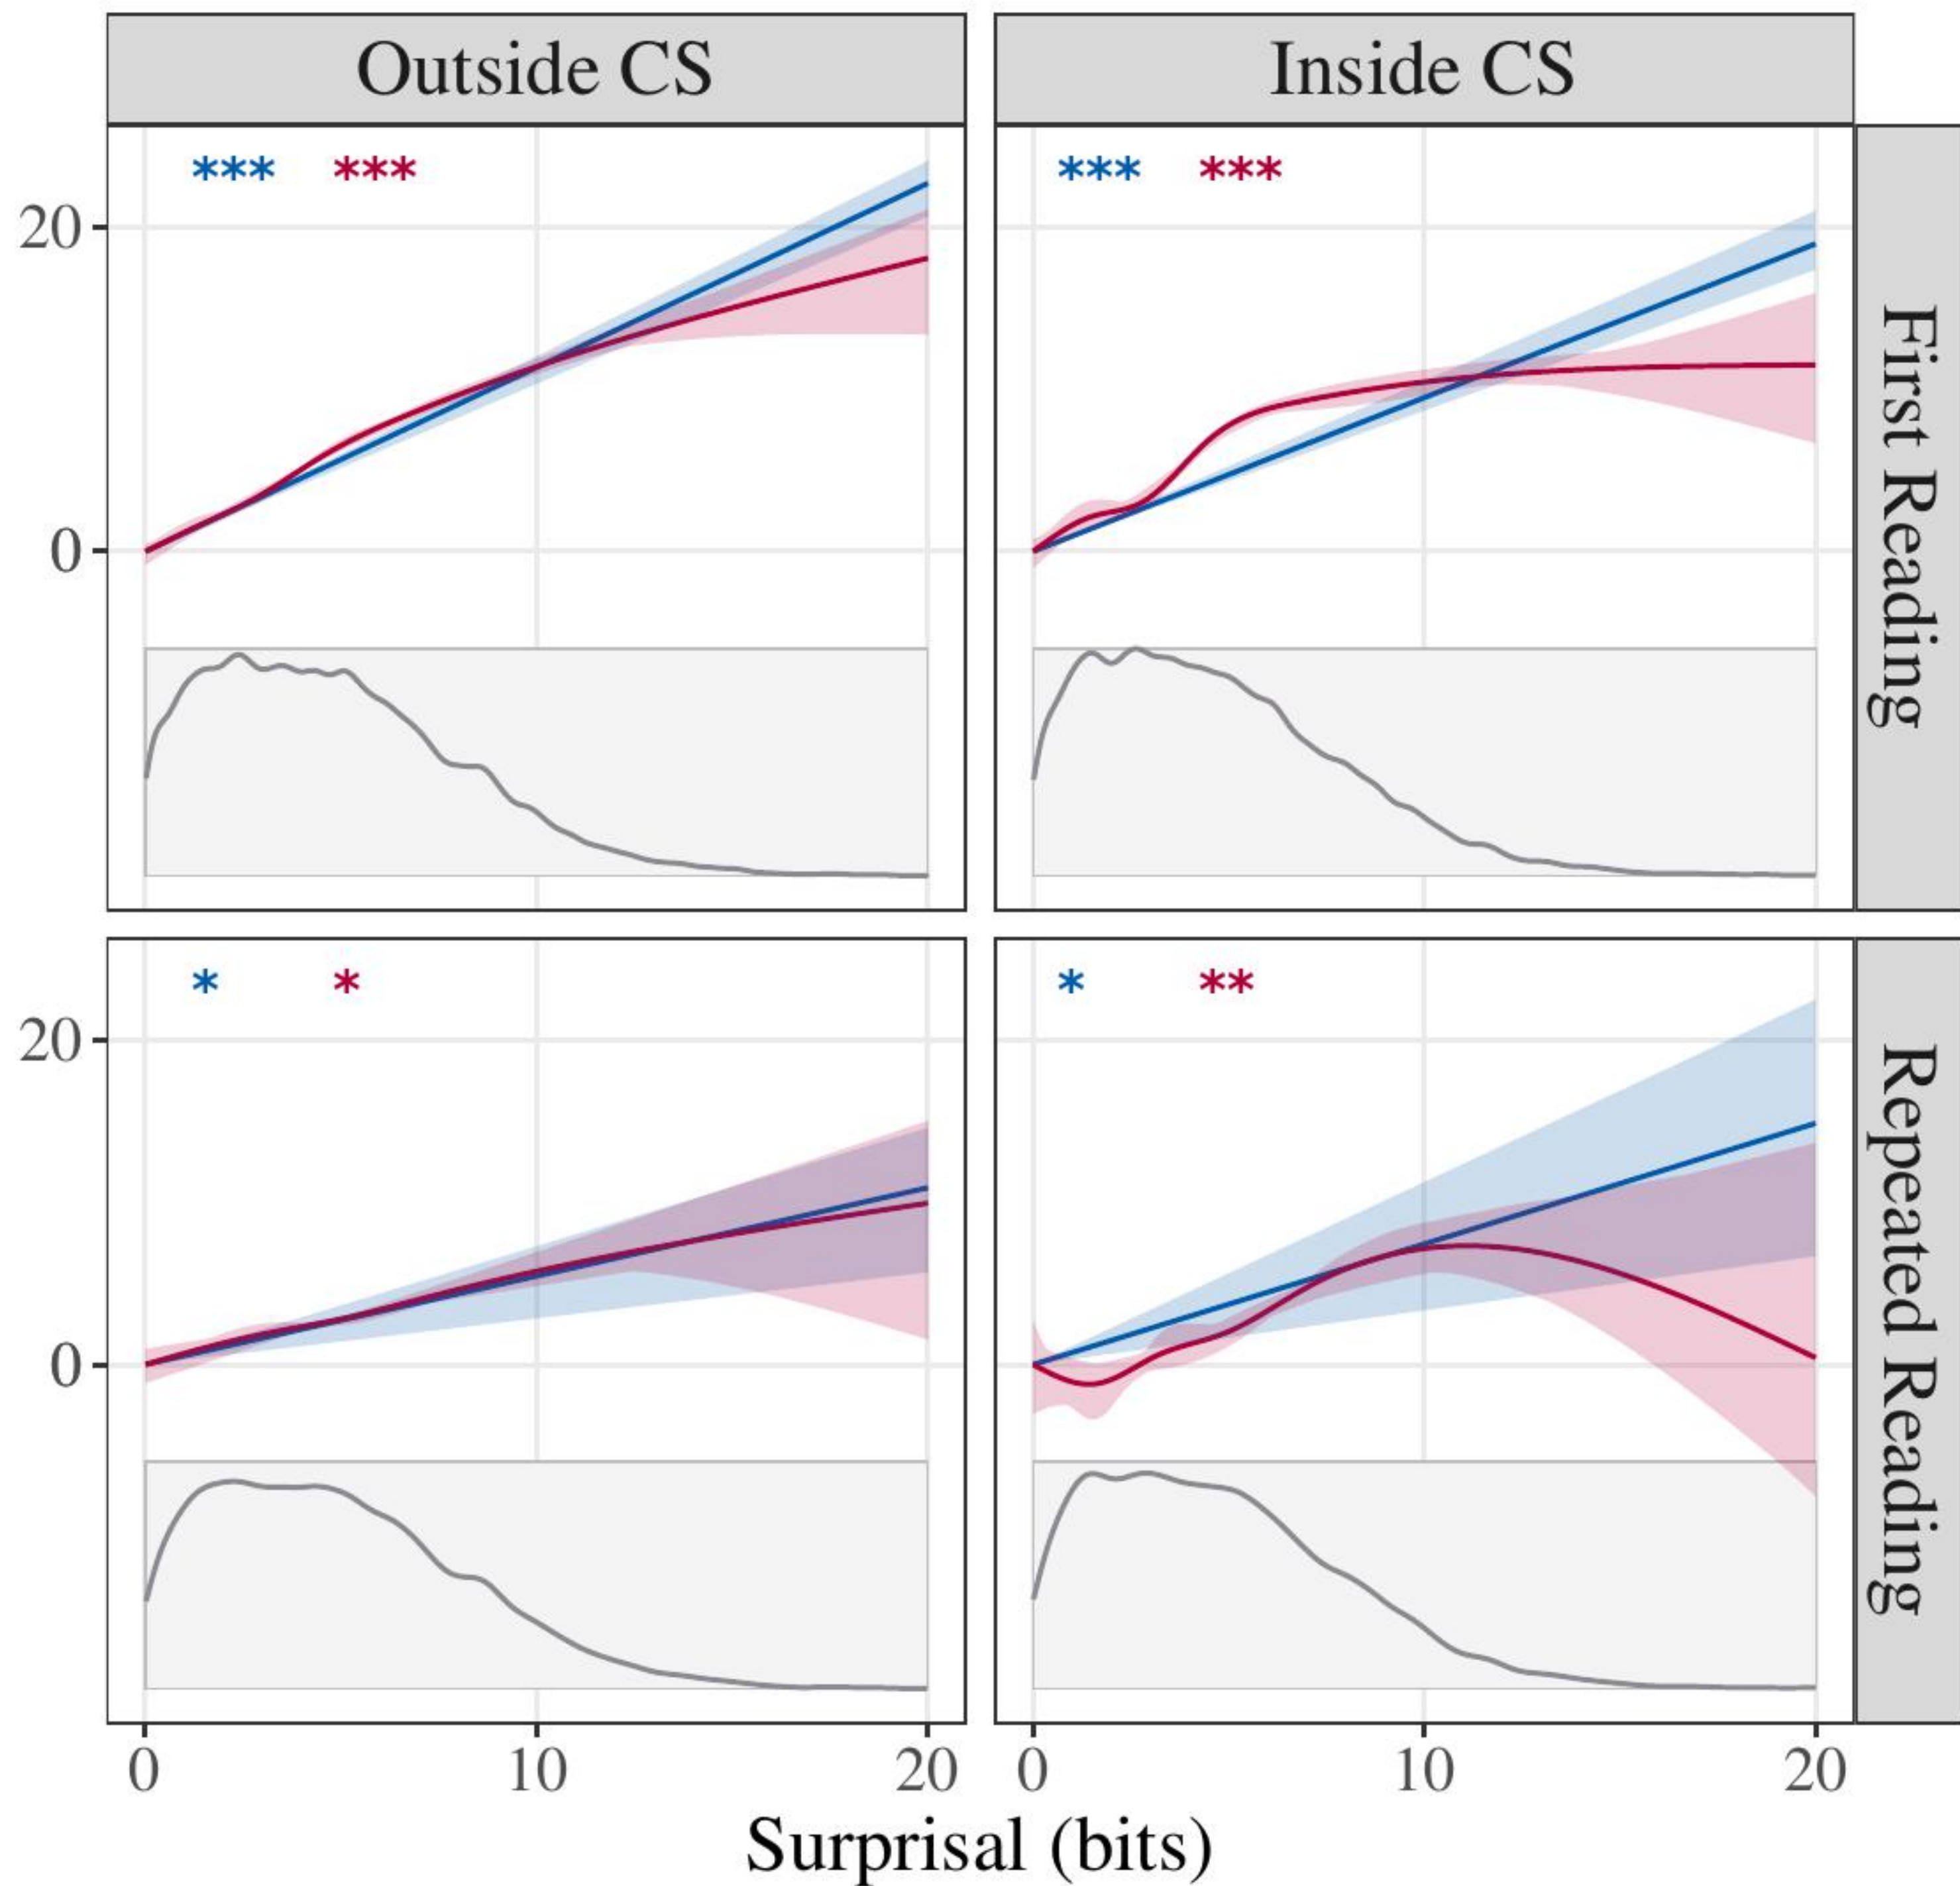 Outside CS
Inside CS
*** ***
*** ***
20
0
First Reading
* *
* **
20
0
Repeated Reading
0 10 20
0 10 20
Surprisal (bits)